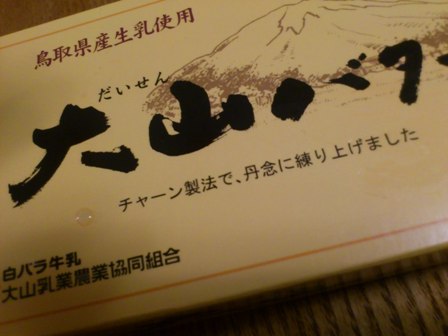 鳥取県産生乳使用
だいせん
大山バター
チャーン製法で、丹念に練り上げました
白バラ牛乳
大山乳業農業協同組合